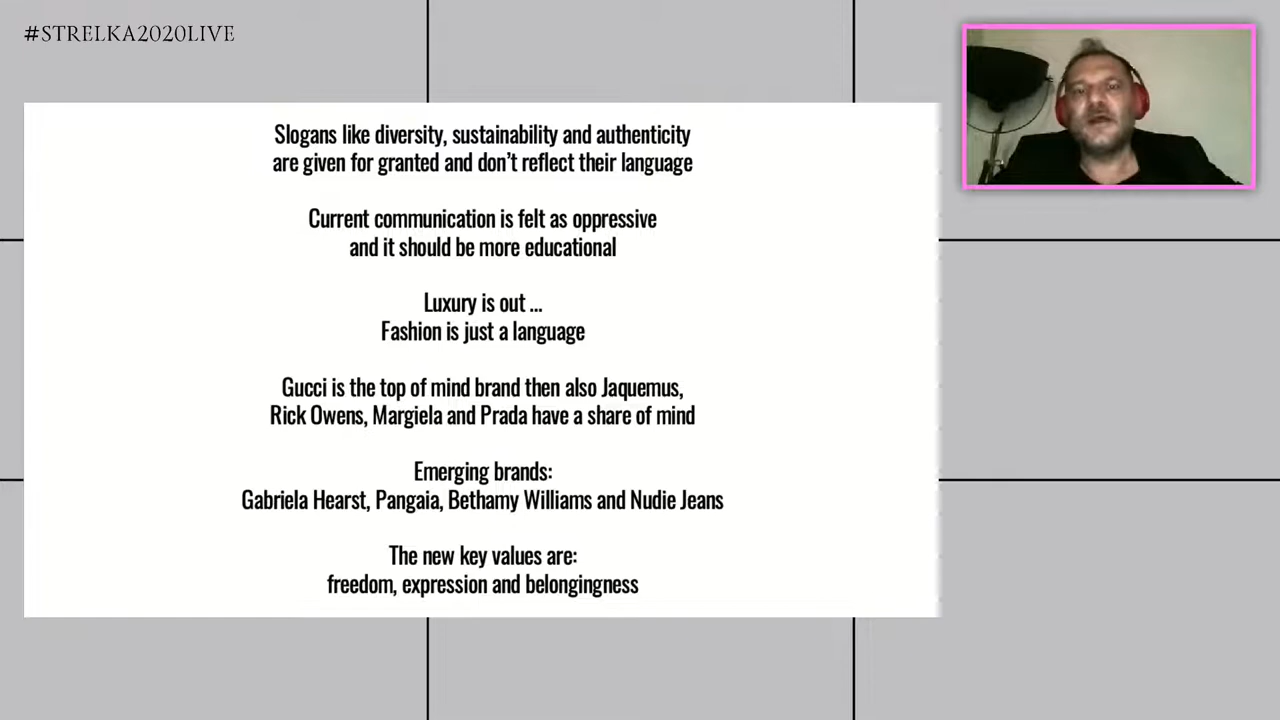 #STRELKA2020LIVE
Slogans like diversity, sustainability and authenticity
are given for granted and don't reflect their language
Current communication is felt as oppressive
and it should be more educational
Luxury is out ...
Fashion is just a language
Gucci is the top of mind brand then also Jaquemus,
Rick Owens, Margiela and Prada have a share of mind
Emerging brands:
Gabriela Hearst, Pangaia, Bethamy Williams and Nudie Jeans
The new key values are:
freedom, expression and belongingness